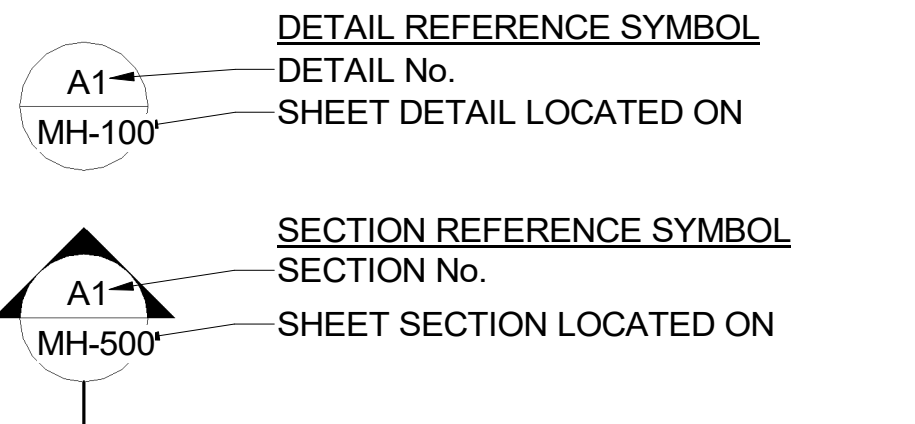 DETAIL REFERENCE SYMBOL
A1
DETAIL No.
MH-100
SHEET DETAIL LOCATED ON
SECTION REFERENCE SYMBOL
A1
SECTION No.
MH-500
SHEET SECTION LOCATED ON